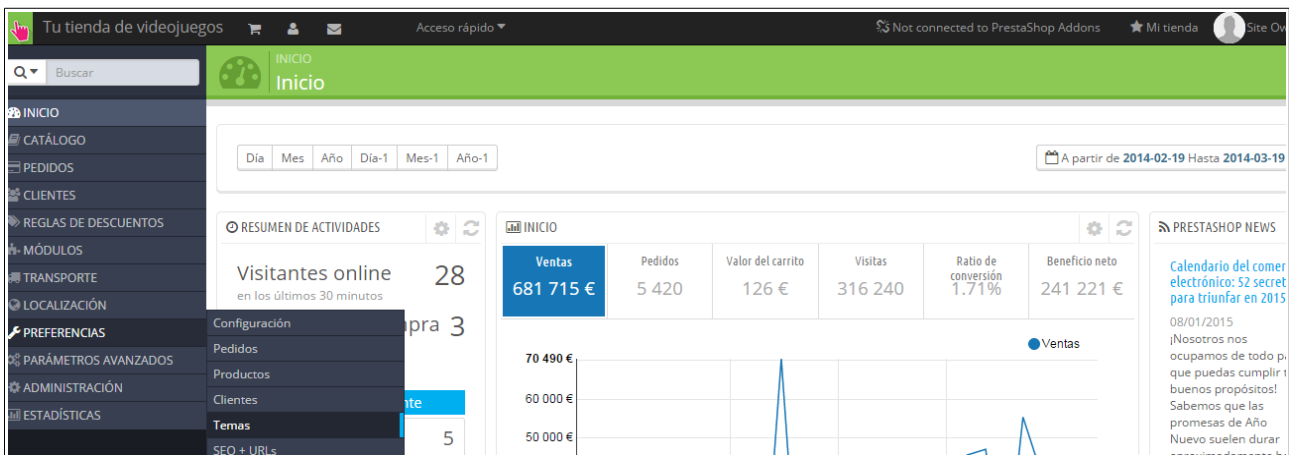 Tu tienda de videojuegos
Acceso rápido
Not connected to PrestaShop Addons
Mi tienda
Site
Buscar
INICIO
Inicio
INICIO
CATÁLOGO
PEDIDOS
CLIENTES
REGLAS DE DESCUENTOS
MÓDULOS
TRANSPORTE
LOCALIZACIÓN
PREFERENCIAS
PARÁMETROS AVANZADOS
ADMINISTRACIÓN
ESTADÍSTICAS
Configuración
Pedidos
Productos
Clientes
Temas
SEO + URLs
Día Mes Año Día-1 Mes-1 Año-1
A partir de 2014-02-19 Hasta 2014-03-19
RESUMEN DE ACTIVIDADES
Visitantes online 28
en los últimos 30 minutos
3
5
INICIO
Ventas
681 715 €
Pedidos
5 420
Valor del carrito
126 €
Visitas
316 240
Ratio de
conversión
1.71%
Beneficio neto
241 221 €
Ventas
70 490 €
60 000 €
50 000 €
PRESTASHOP NEWS
Calendario del
electrónico: 52
para triunfar en 2015
08/01/2015
¡Nosotros nos
ocupamos de todo
que puedas cumplir
buenos propósitos!
Sabemos que las
promesas de Año
Nuevo suelen durar